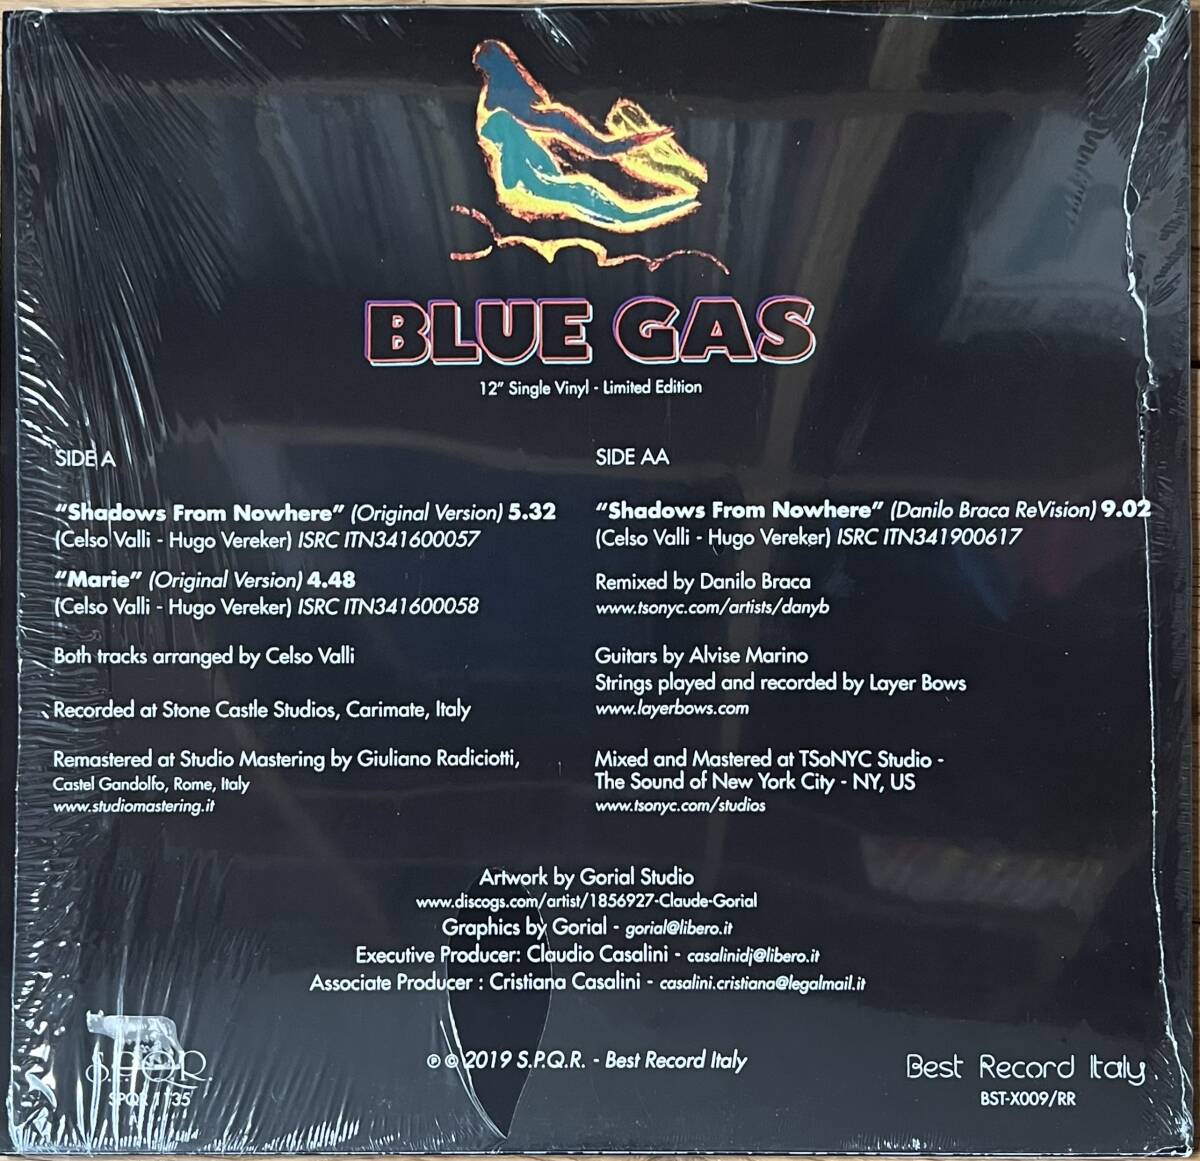 BLUE GAS
12" Single Vinyl - Limited Edition
SIDE A
"Shadows From Nowhere" (Original Version) 5.32
(Celso Valli - Hugo Vereker) ISRC ITN341600057
"Marie" (Original Version) 4.48
(Celso Valli - Hugo Vereker) ISRC ITN341600058
Both tracks arranged by Celso Valli
Recorded at Stone Castle Studios, Carimate, Italy
Remastered at Studio Mastering by Giuliano Radiciotti,
Castel Gandolfo, Rome, Italy
www.studiomastering.it
SIDE AA
"Shadows From Nowhere" (Danilo Braca ReVision) 9.02
(Celso Valli - Hugo Vereker) ISRC ITN341900617
Remixed by Danilo Braca
www.tsonyc.com/artists/danyb
Guitars by Alvise Marino
Strings played and recorded by Layer Bows
www.layerbows.com
Mixed and Mastered at TSoNYC Studio -
The Sound of New York City - NY, US
www.tsonyc.com/studios
Artwork by Gorial Studio
www.discogs.com/artist/1856927-Claude-Gorial
Graphics by Gorial - gorial@libero.it
Executive Producer: Claudio Casalini - casalinidj@libero.it
Associate Producer : Cristiana Casalini - casalini.cristiana@legalmail.it
S.P.Q.R.
SPQR 1135
℗ © 2019 S.P.Q.R. - Best Record Italy
Best Record Italy
BST-X009/RR